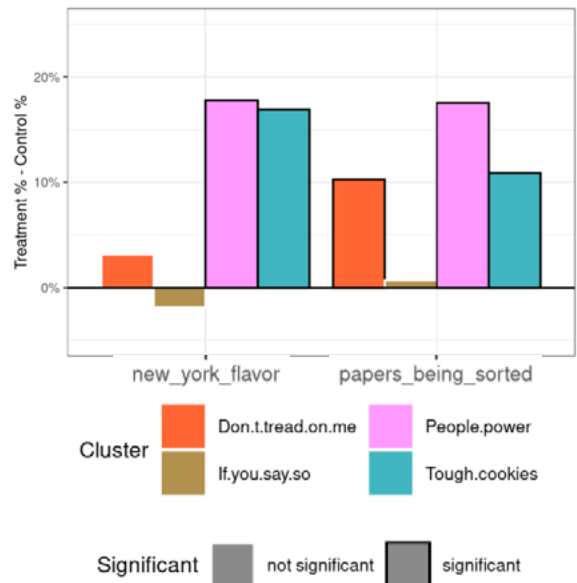 Treatment % - Control %
20%
10%
0%
new_york_flavor papers_being_sorted
Cluster
Don.t.tread.on.me People.power
If.you.say.so Tough.cookies
Significant not significant significant